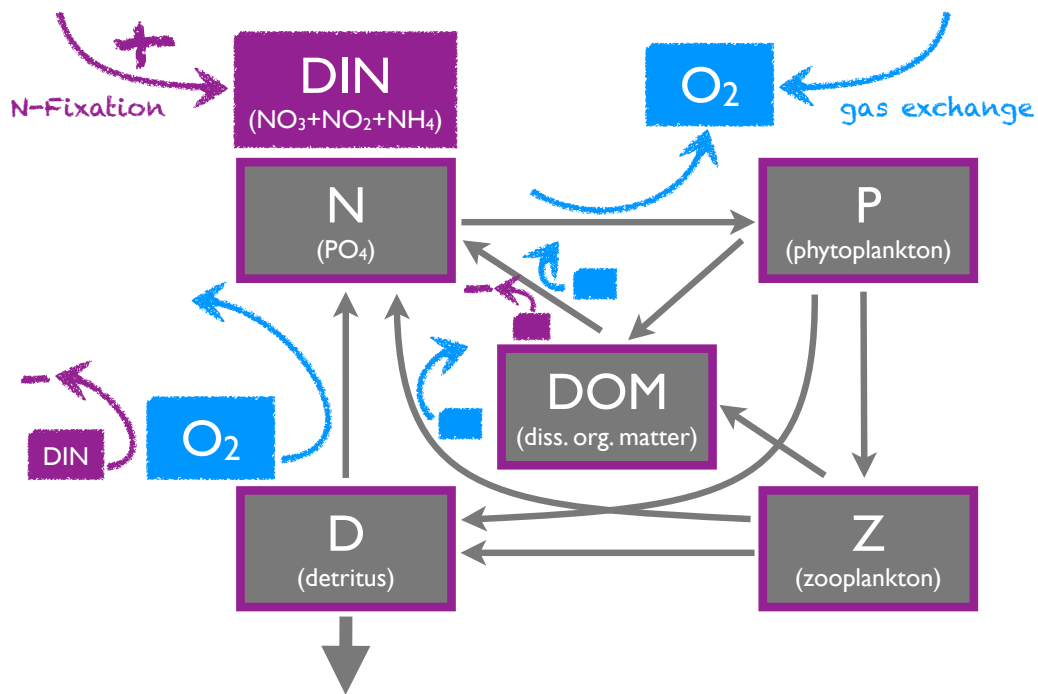 N-Fixation
+
DIN
(NO₃+NO₂+NH₄)
O₂
gas exchange
N
(PO₄)
P
(phytoplankton)
DOM
(diss. org. matter)
DIN
O₂
D
(detritus)
Z
(zooplankton)